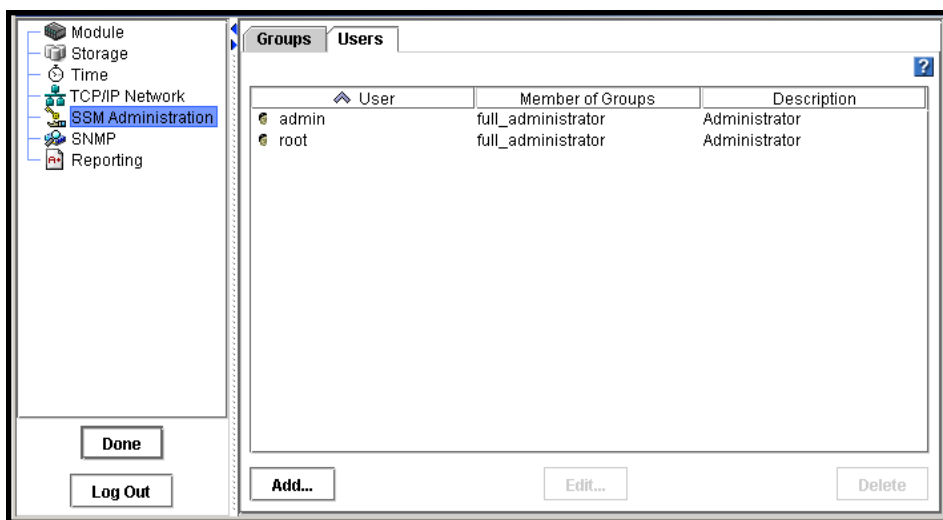 Module
Storage
Time
TCP/IP Network
SSM Administration
SNMP
A+ Reporting
Done
Log Out
Groups Users
?
User Member of Groups Description
admin full_administrator Administrator
root full_administrator Administrator
Add... Edit... Delete